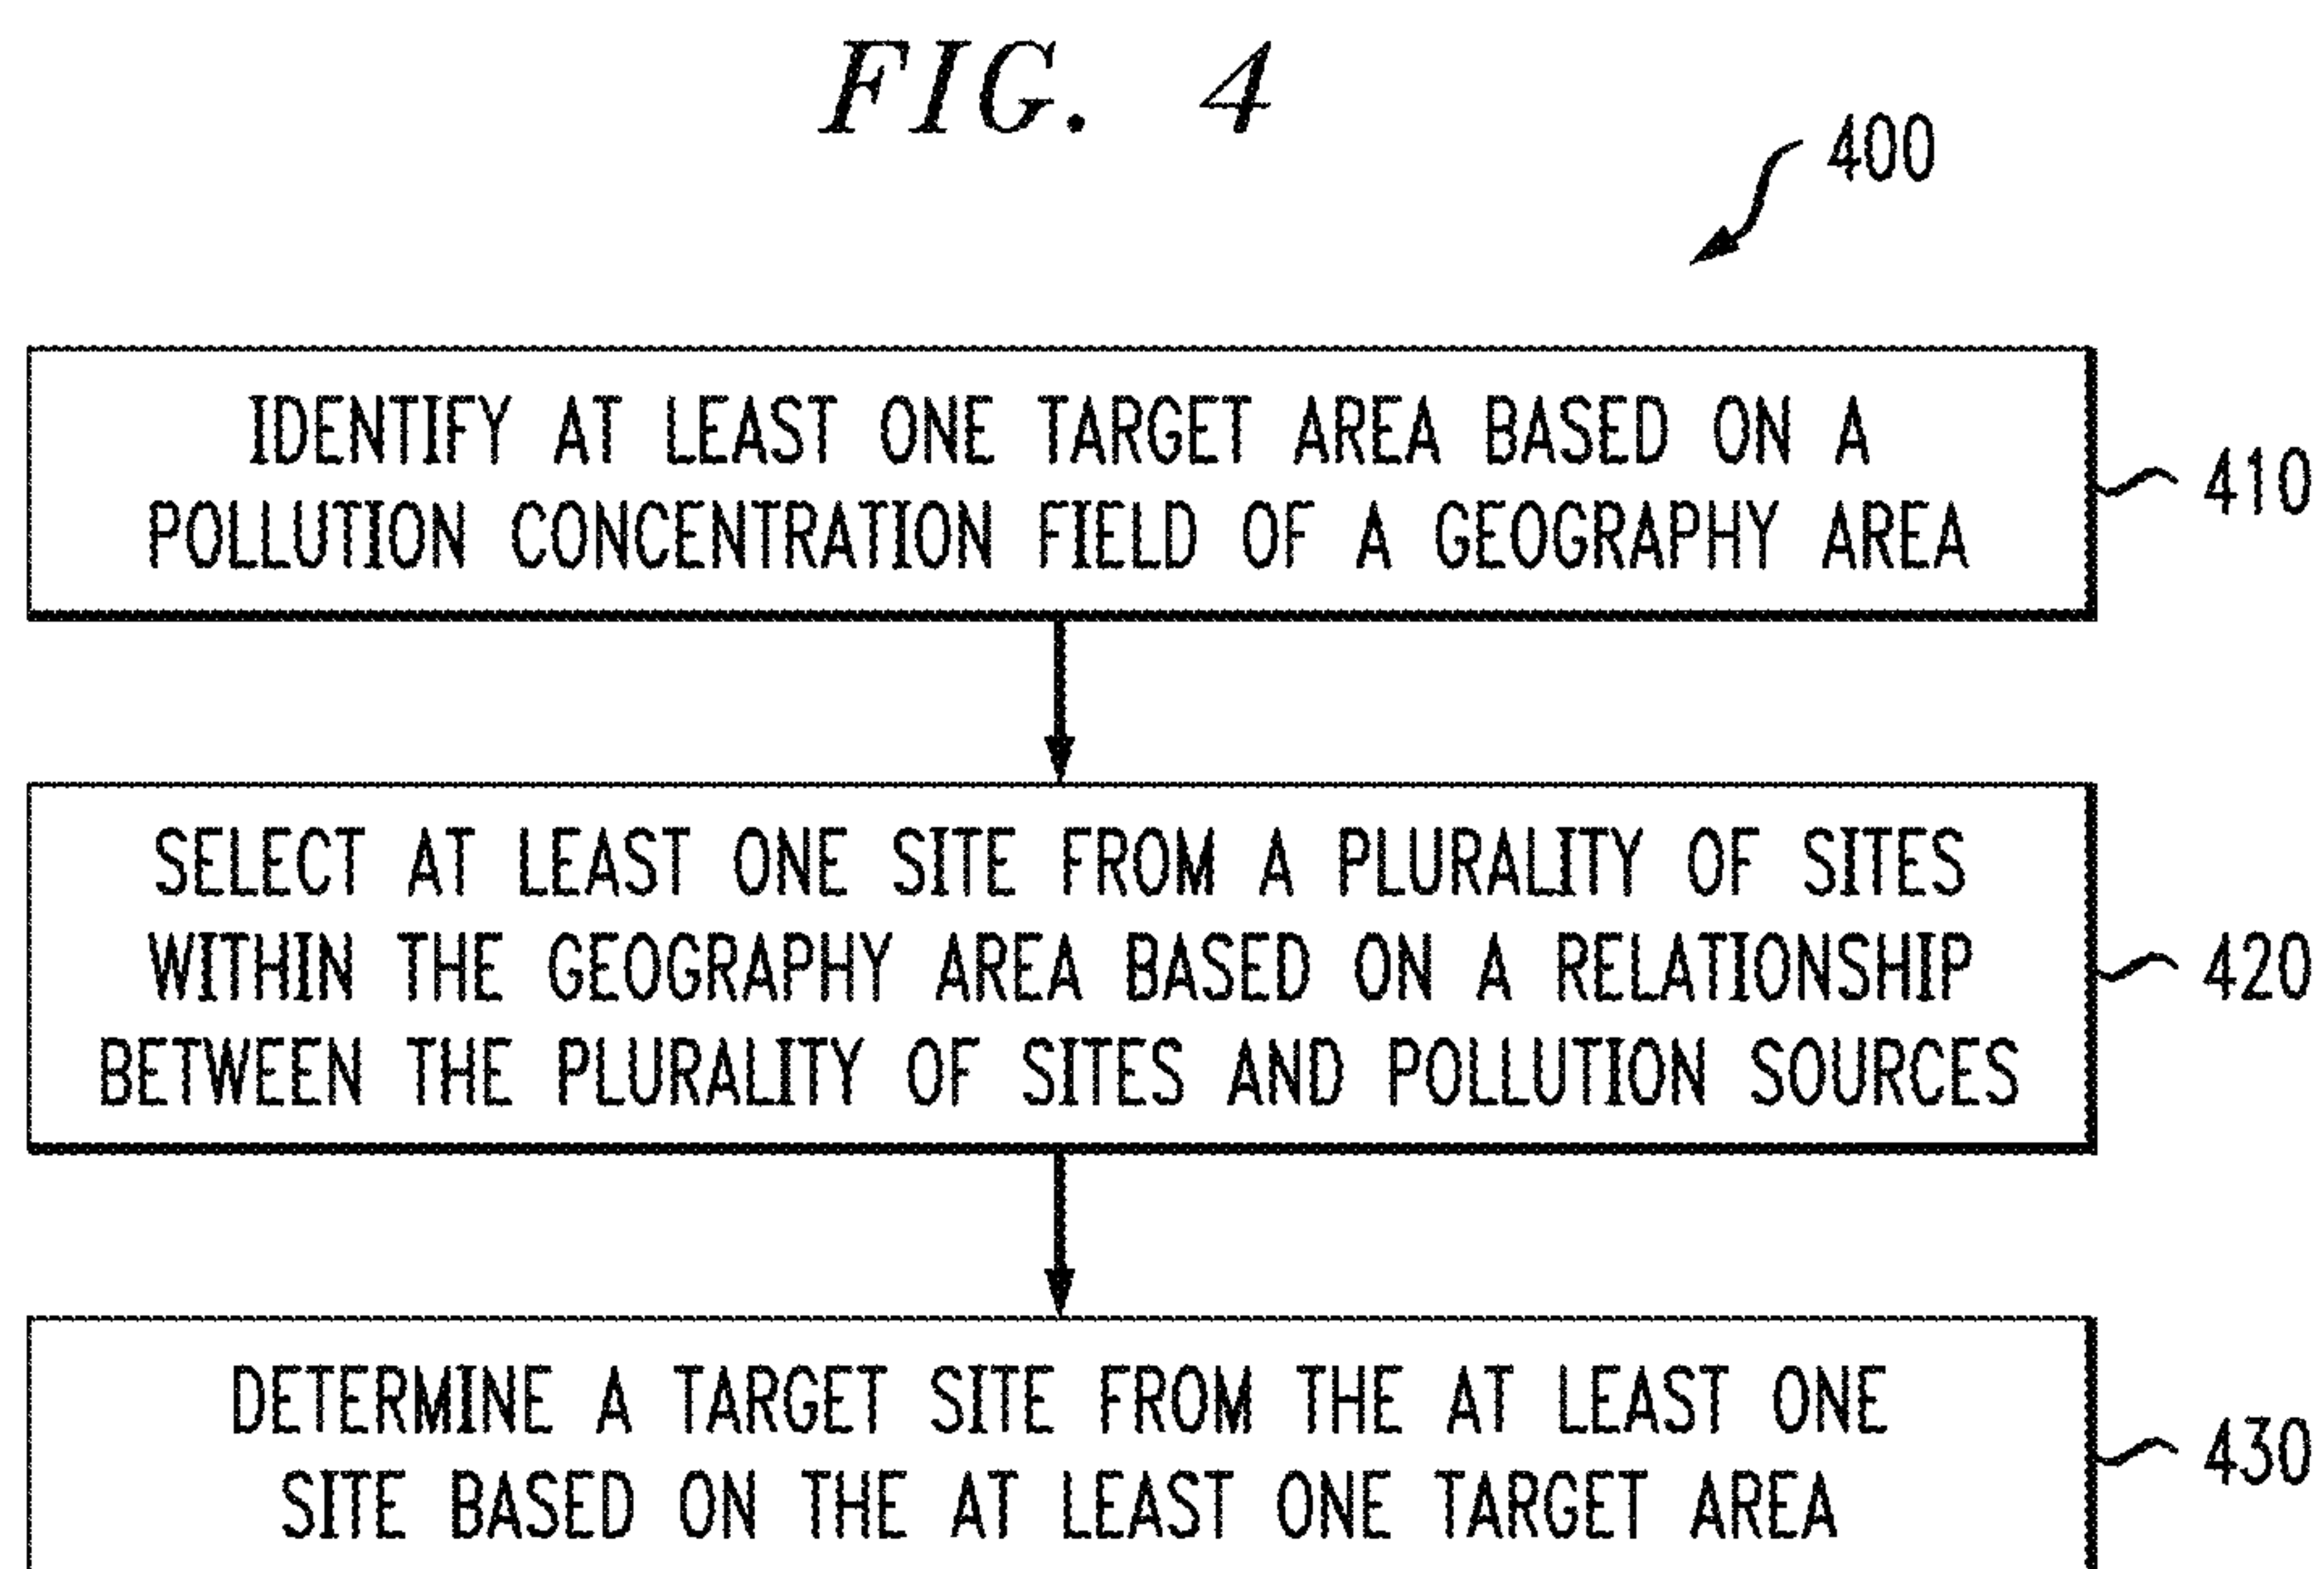 FIG. 4
400
IDENTIFY AT LEAST ONE TARGET AREA BASED ON A
POLLUTION CONCENTRATION FIELD OF A GEOGRAPHY AREA
410
SELECT AT LEAST ONE SITE FROM A PLURALITY OF SITES
WITHIN THE GEOGRAPHY AREA BASED ON A RELATIONSHIP
BETWEEN THE PLURALITY OF SITES AND POLLUTION SOURCES
420
DETERMINE A TARGET SITE FROM THE AT LEAST ONE
SITE BASED ON THE AT LEAST ONE TARGET AREA
430